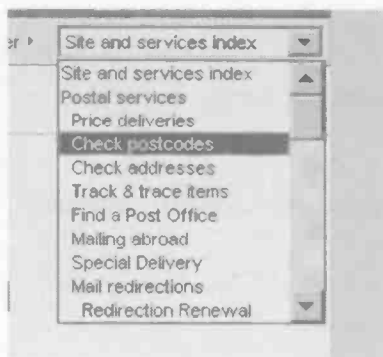 er
Site and services index
Site and services index
Postal services
Price deliveries
Check postcodes
Check addresses
Track & trace items
Find a Post Office
Mailing abroad
Special Delivery
Mail redirections
Redirection Renewal